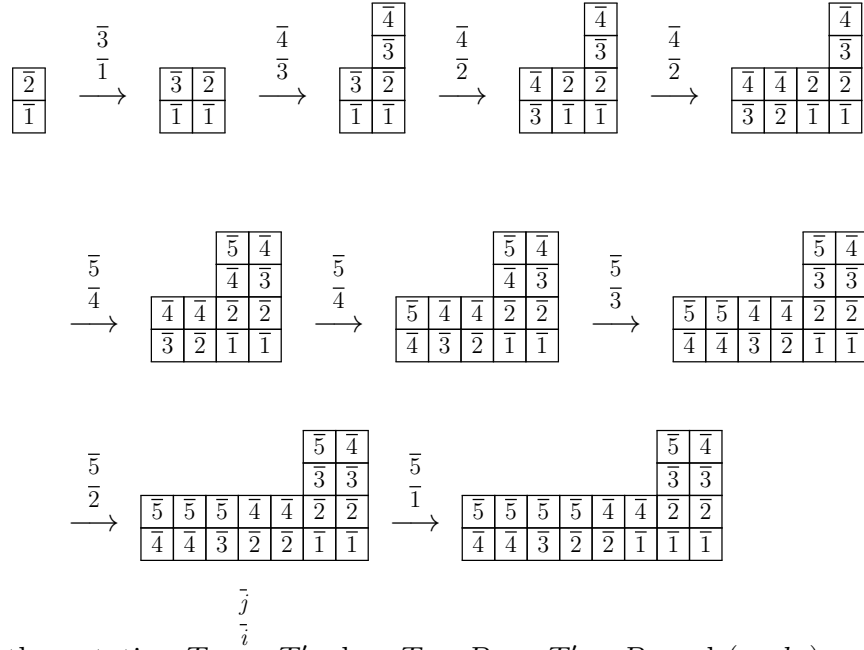 4̅ 4̅ 4̅
3̅ 4̅ 4̅ 4̅
3̅ 3̅ 3̅
1̅ 3̅ 2̅ 2̅
2̅ ⟶ 3̅ 2̅ ⟶ 3̅ 2̅ ⟶ 4̅ 2̅ 2̅ ⟶ 4̅ 4̅ 2̅ 2̅
1̅ 1̅ 1̅ 1̅ 1̅ 3̅ 1̅ 1̅ 3̅ 2̅ 1̅ 1̅
5̅ 4̅ 5̅ 4̅ 5̅ 4̅
5̅ 5̅ 5̅
4̅ 3̅ 4̅ 3̅ 3̅ 3̅
4̅ 4̅ 3̅
⟶ 4̅ 4̅ 2̅ 2̅ ⟶ 5̅ 4̅ 4̅ 2̅ 2̅ ⟶ 5̅ 5̅ 4̅ 4̅ 2̅ 2̅
3̅ 2̅ 1̅ 1̅ 4̅ 3̅ 2̅ 1̅ 1̅ 4̅ 4̅ 3̅ 2̅ 1̅ 1̅
5̅ 4̅ 5̅ 4̅
5̅ 5̅
3̅ 3̅ 3̅ 3̅
2̅ 1̅
⟶ 5̅ 5̅ 5̅ 4̅ 4̅ 2̅ 2̅ ⟶ 5̅ 5̅ 5̅ 5̅ 4̅ 4̅ 2̅ 2̅
4̅ 4̅ 3̅ 2̅ 2̅ 1̅ 1̅ 4̅ 4̅ 3̅ 2̅ 2̅ 1̅ 1̅ 1̅
j̅
i̅